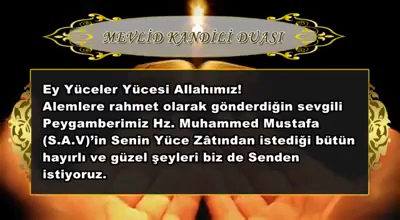 MEVLİD KANDİLİ DUASI
Ey Yüceler Yücesi Allahımız!
Alemlere rahmet olarak gönderdiğin sevgili
Peygamberimiz Hz. Muhammed Mustafa
(S.A.V)’in Senin Yüce Zâtından istediği bütün
hayırlı ve güzel şeyleri biz de Senden
istiyoruz.